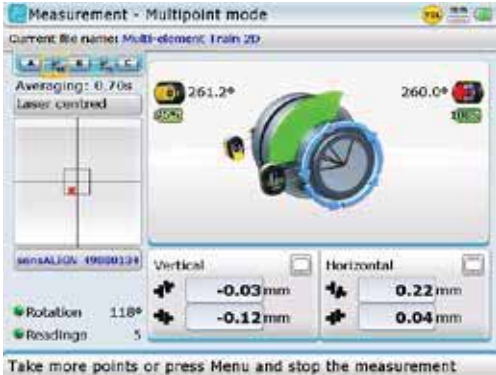 Measurement - Multipoint mode
Current file name: Multi-element Train 2D
A B C
Averaging: 0.70s
Laser centred
261.2°
260.0°
95%
100%
sensALIGN 49000134
Vertical
Horizontal
-0.03 mm
0.22 mm
-0.12 mm
0.04 mm
Rotation 118°
Readings 5
Take more points or press Menu and stop the measurement